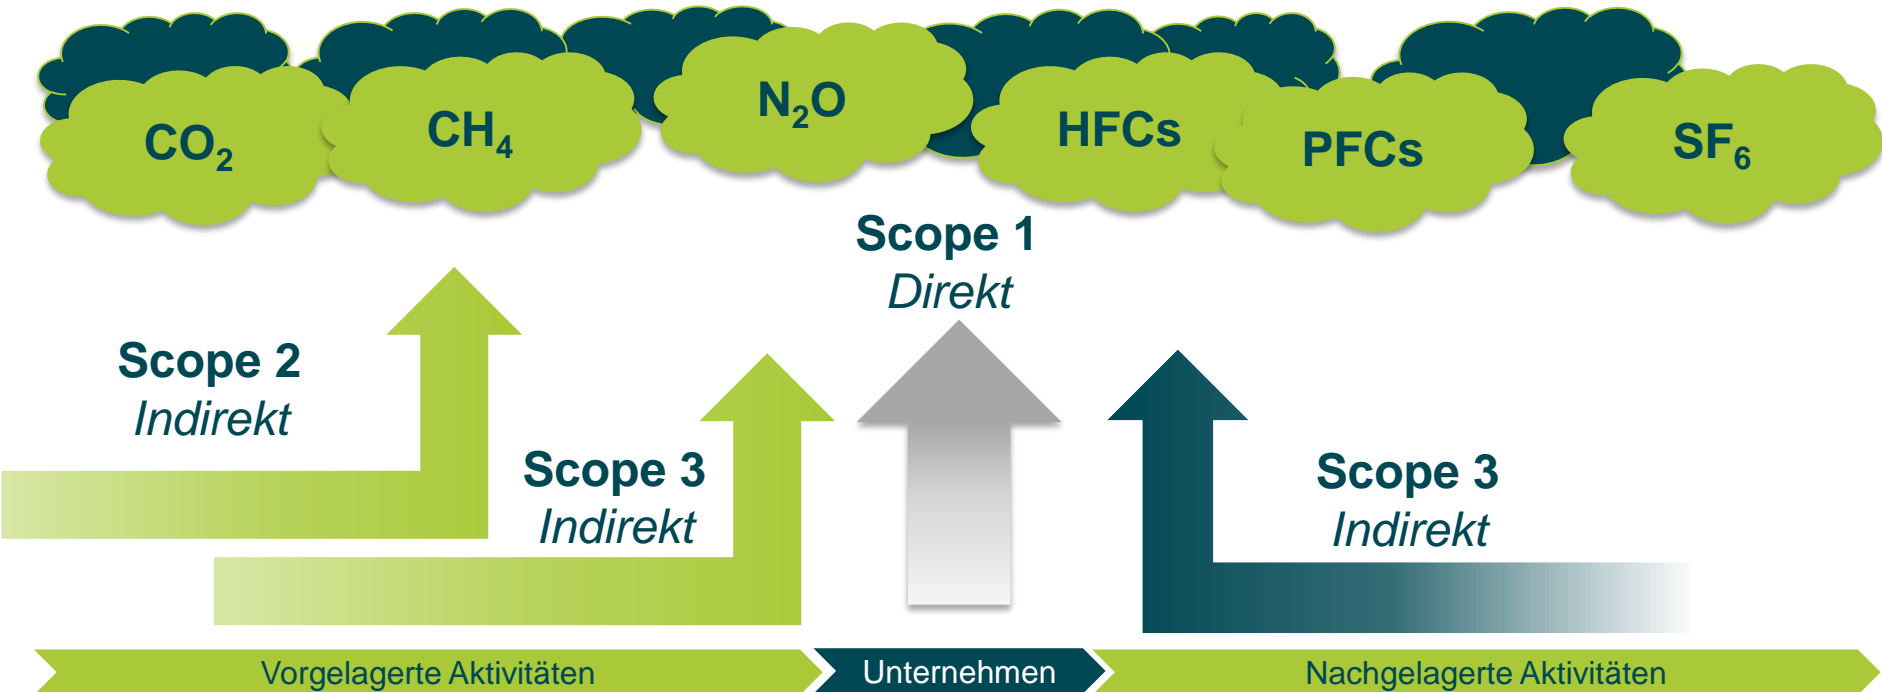 CO₂
CH₄
N₂O
HFCs
PFCs
SF₆
Scope 1
Direkt
Scope 2
Indirekt
Scope 3
Indirekt
Scope 3
Indirekt
Vorgelagerte Aktivitäten
Unternehmen
Nachgelagerte Aktivitäten